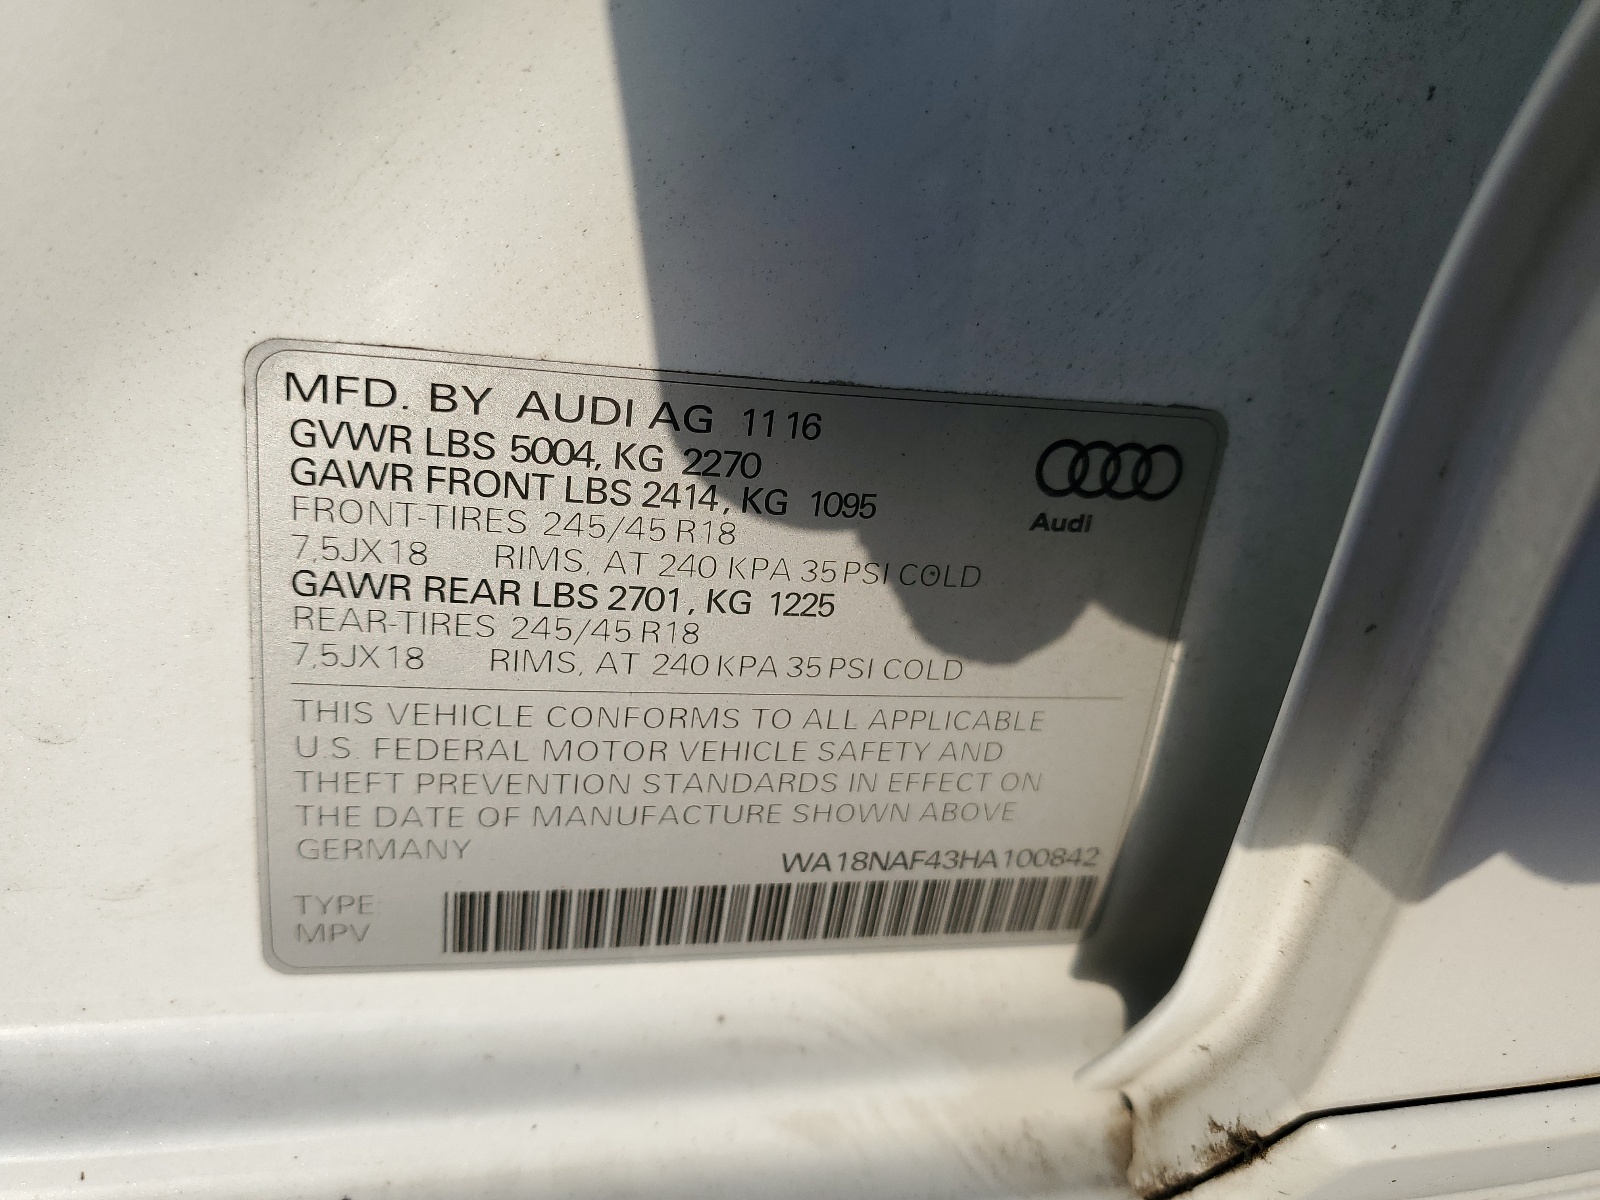 MFD. BY AUDI AG 11 16
GVWR LBS 5004, KG 2270
GAWR FRONT LBS 2414, KG 1095
FRONT-TIRES 245/45 R18
7,5JX18 RIMS, AT 240 KPA 35 PSI COLD
GAWR REAR LBS 2701, KG 1225
REAR-TIRES 245/45 R18
7,5JX18 RIMS, AT 240 KPA 35 PSI COLD
Audi
THIS VEHICLE CONFORMS TO ALL APPLICABLE
U.S. FEDERAL MOTOR VEHICLE SAFETY AND
THEFT PREVENTION STANDARDS IN EFFECT ON
THE DATE OF MANUFACTURE SHOWN ABOVE
GERMANY WA18NAF43HA100842
TYPE:
MPV